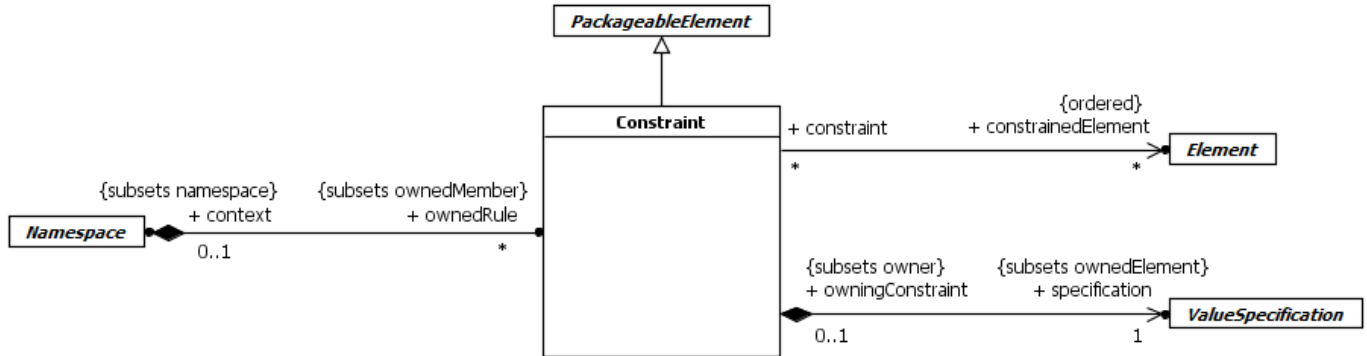 PackageableElement
Constraint
{ordered}
+ constraint
+ constrainedElement
Element
*
*
{subsets namespace}
{subsets ownedMember}
+ context
+ ownedRule
Namespace
0..1
*
{subsets owner}
{subsets ownedElement}
+ owningConstraint
+ specification
ValueSpecification
0..1
1